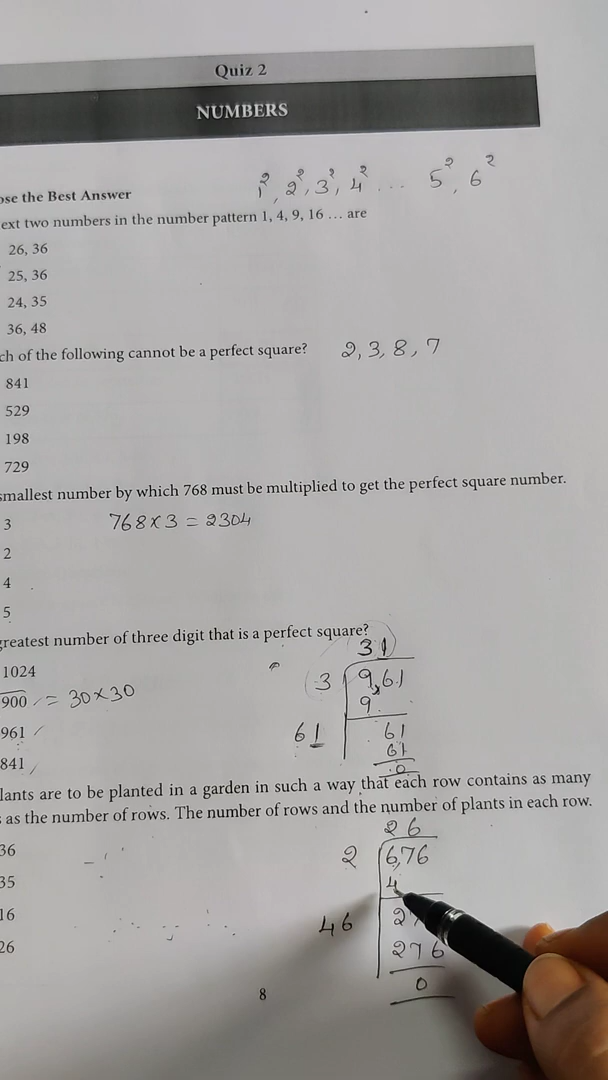 Quiz 2
NUMBERS
1², 2², 3², 4² ... 5², 6²
ose the Best Answer
ext two numbers in the number pattern 1, 4, 9, 16 … are
26, 36
25, 36
24, 35
36, 48
ch of the following cannot be a perfect square? 2, 3, 8, 7
841
529
198
729
smallest number by which 768 must be multiplied to get the perfect square number.
3 768 × 3 = 2304
2
4
5
greatest number of three digit that is a perfect square?
31
1024
3 9,61
900 = 30 × 30
9
961
61 61
61
841
0
lants are to be planted in a garden in such a way that each row contains as many
as the number of rows. The number of rows and the number of plants in each row.
26
36
2 6,76
35
4
16
46 2
276
26
0
8